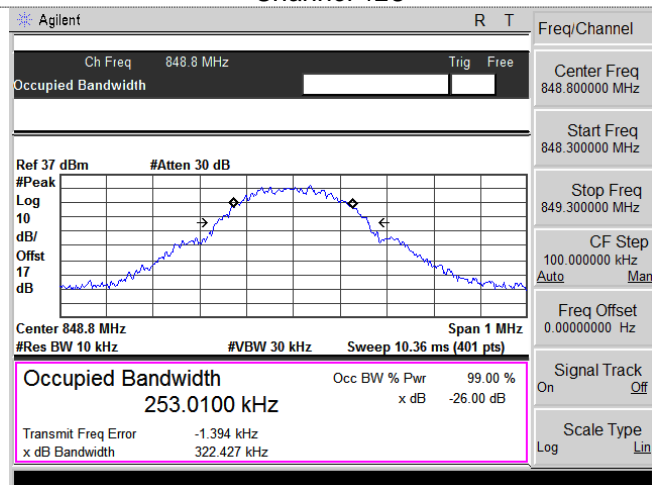 Agilent R T
Ch Freq 848.8 MHz Trig Free
Occupied Bandwidth
Ref 37 dBm #Atten 30 dB
#Peak
Log
10
dB/
Offst
17
dB
Center 848.8 MHz Span 1 MHz
#Res BW 10 kHz #VBW 30 kHz Sweep 10.36 ms (401 pts)
Occupied Bandwidth Occ BW % Pwr 99.00 %
253.0100 kHz x dB -26.00 dB
Transmit Freq Error -1.394 kHz
x dB Bandwidth 322.427 kHz
Freq/Channel
Center Freq
848.800000 MHz
Start Freq
848.300000 MHz
Stop Freq
849.300000 MHz
CF Step
100.000000 kHz
Auto Man
Freq Offset
0.00000000 Hz
Signal Track
On Off
Scale Type
Log Lin